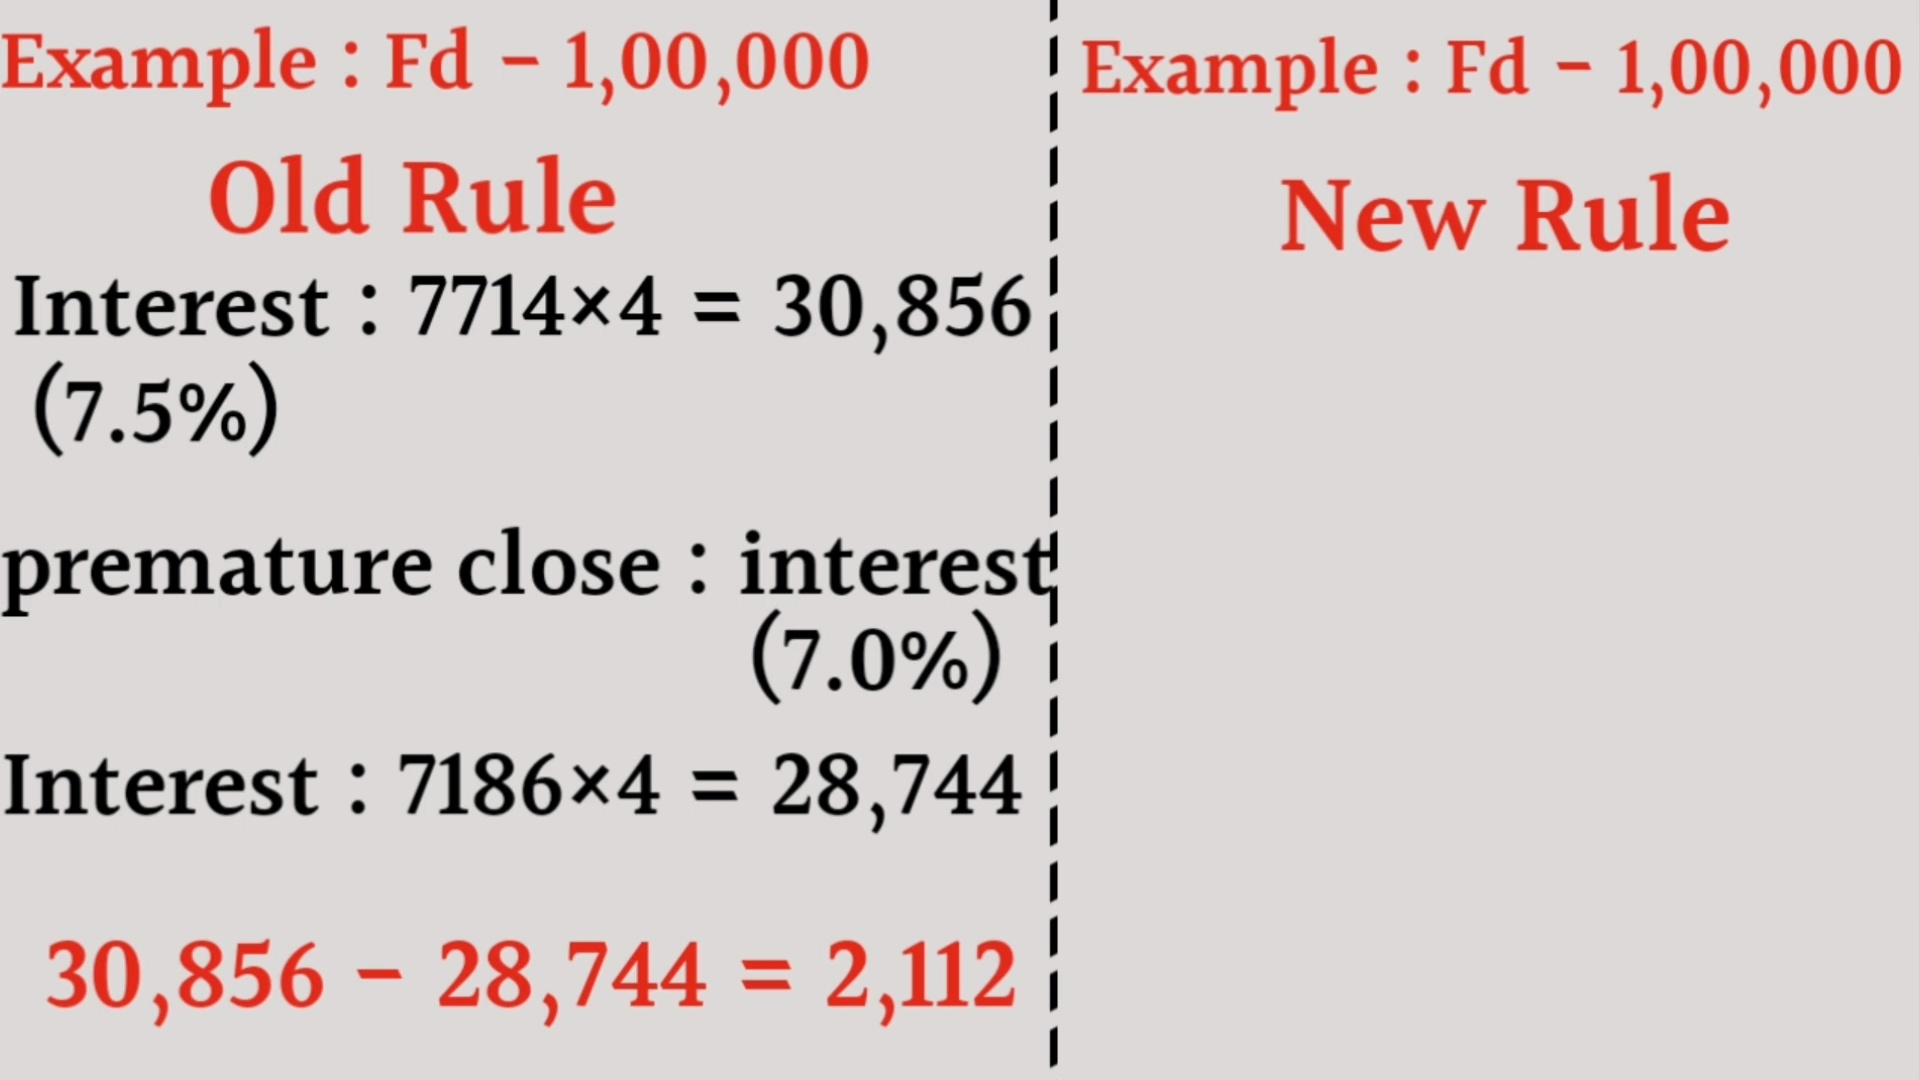 Example : Fd - 1,00,000
Old Rule
Interest : 7714×4 = 30,856
(7.5%)
premature close : interest
(7.0%)
Interest : 7186×4 = 28,744
30,856 - 28,744 = 2,112
Example : Fd - 1,00,000
New Rule